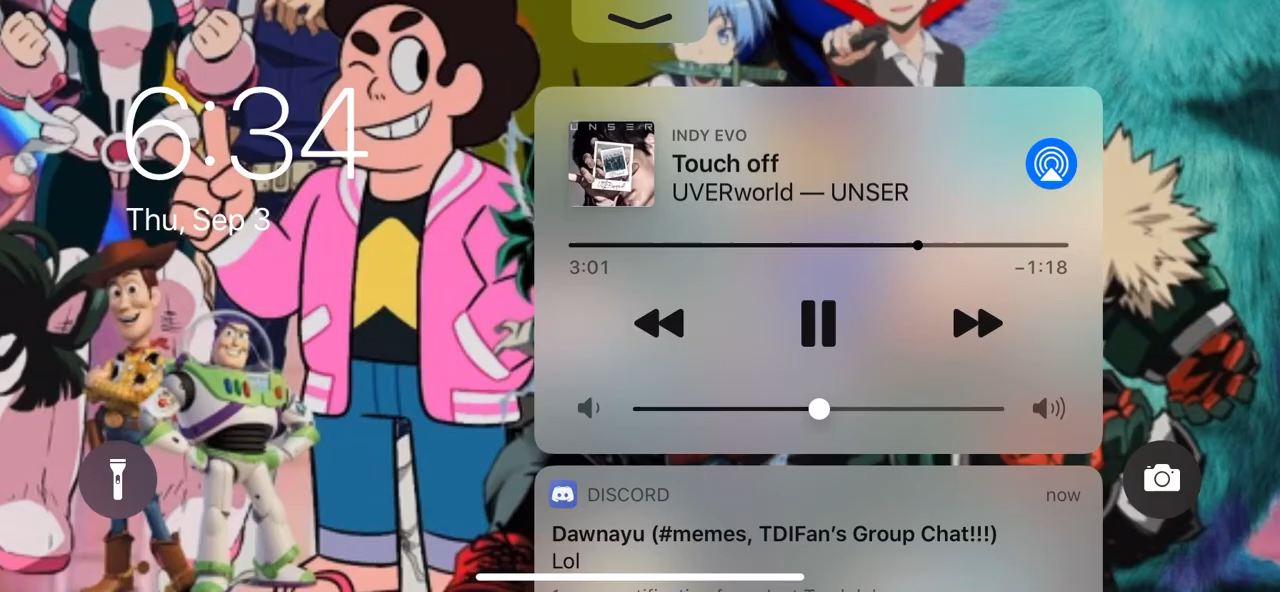 6:34
Thu, Sep 3
UNSER
INDY EVO
Touch off
UVERworld — UNSER
3:01
−1:18
DISCORD
now
Dawnayu (#memes, TDIFan’s Group Chat!!!)
Lol